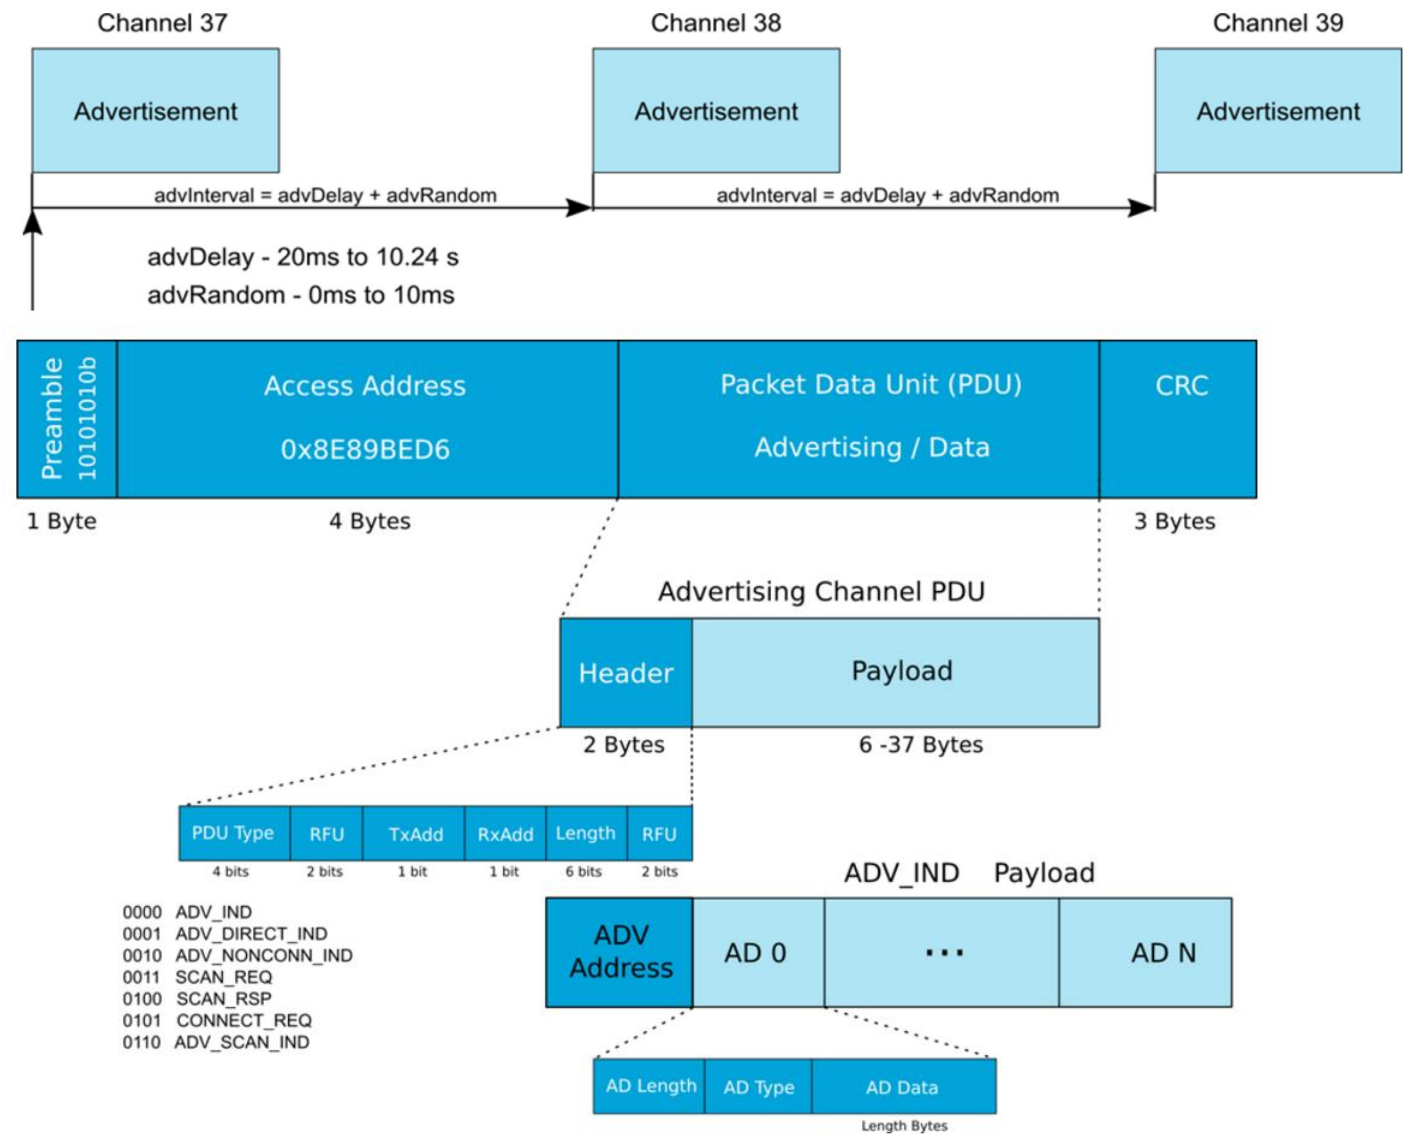 Channel 37
Channel 38
Channel 39
Advertisement
Advertisement
Advertisement
advInterval = advDelay + advRandom
advInterval = advDelay + advRandom
advDelay - 20ms to 10.24 s
advRandom - 0ms to 10ms
Preamble
10101010b
Access Address
0x8E89BED6
Packet Data Unit (PDU)
Advertising / Data
CRC
1 Byte
4 Bytes
3 Bytes
Advertising Channel PDU
Header
Payload
2 Bytes
6 -37 Bytes
PDU Type
RFU
TxAdd
RxAdd
Length
RFU
4 bits
2 bits
1 bit
1 bit
6 bits
2 bits
0000 ADV_IND
0001 ADV_DIRECT_IND
0010 ADV_NONCONN_IND
0011 SCAN_REQ
0100 SCAN_RSP
0101 CONNECT_REQ
0110 ADV_SCAN_IND
ADV_IND Payload
ADV
Address
AD 0
...
AD N
AD Length
AD Type
AD Data
Length Bytes